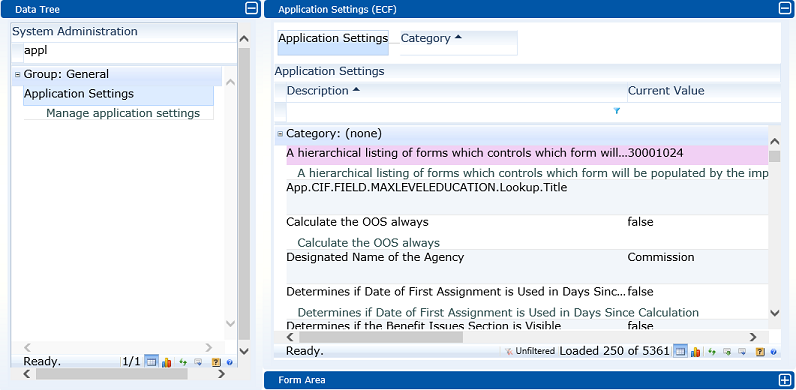 Data Tree
System Administration
appl
Group: General
Application Settings
Manage application settings
Ready.
1/1
Application Settings (ECF)
Application Settings
Category
Application Settings
Description
Current Value
Category: (none)
A hierarchical listing of forms which controls which form will... 30001024
A hierarchical listing of forms which controls which form will be populated by the imp
App.CIF.FIELD.MAXLEVELEDUCATION.Lookup.Title
Calculate the OOS always false
Calculate the OOS always
Designated Name of the Agency Commission
Determines if Date of First Assignment is Used in Days Sinc... false
Determines if Date of First Assignment is Used in Days Since Calculation
Determines if the Benefit Issues Section is Visible false
Ready.
Unfiltered Loaded 250 of 5361
Form Area